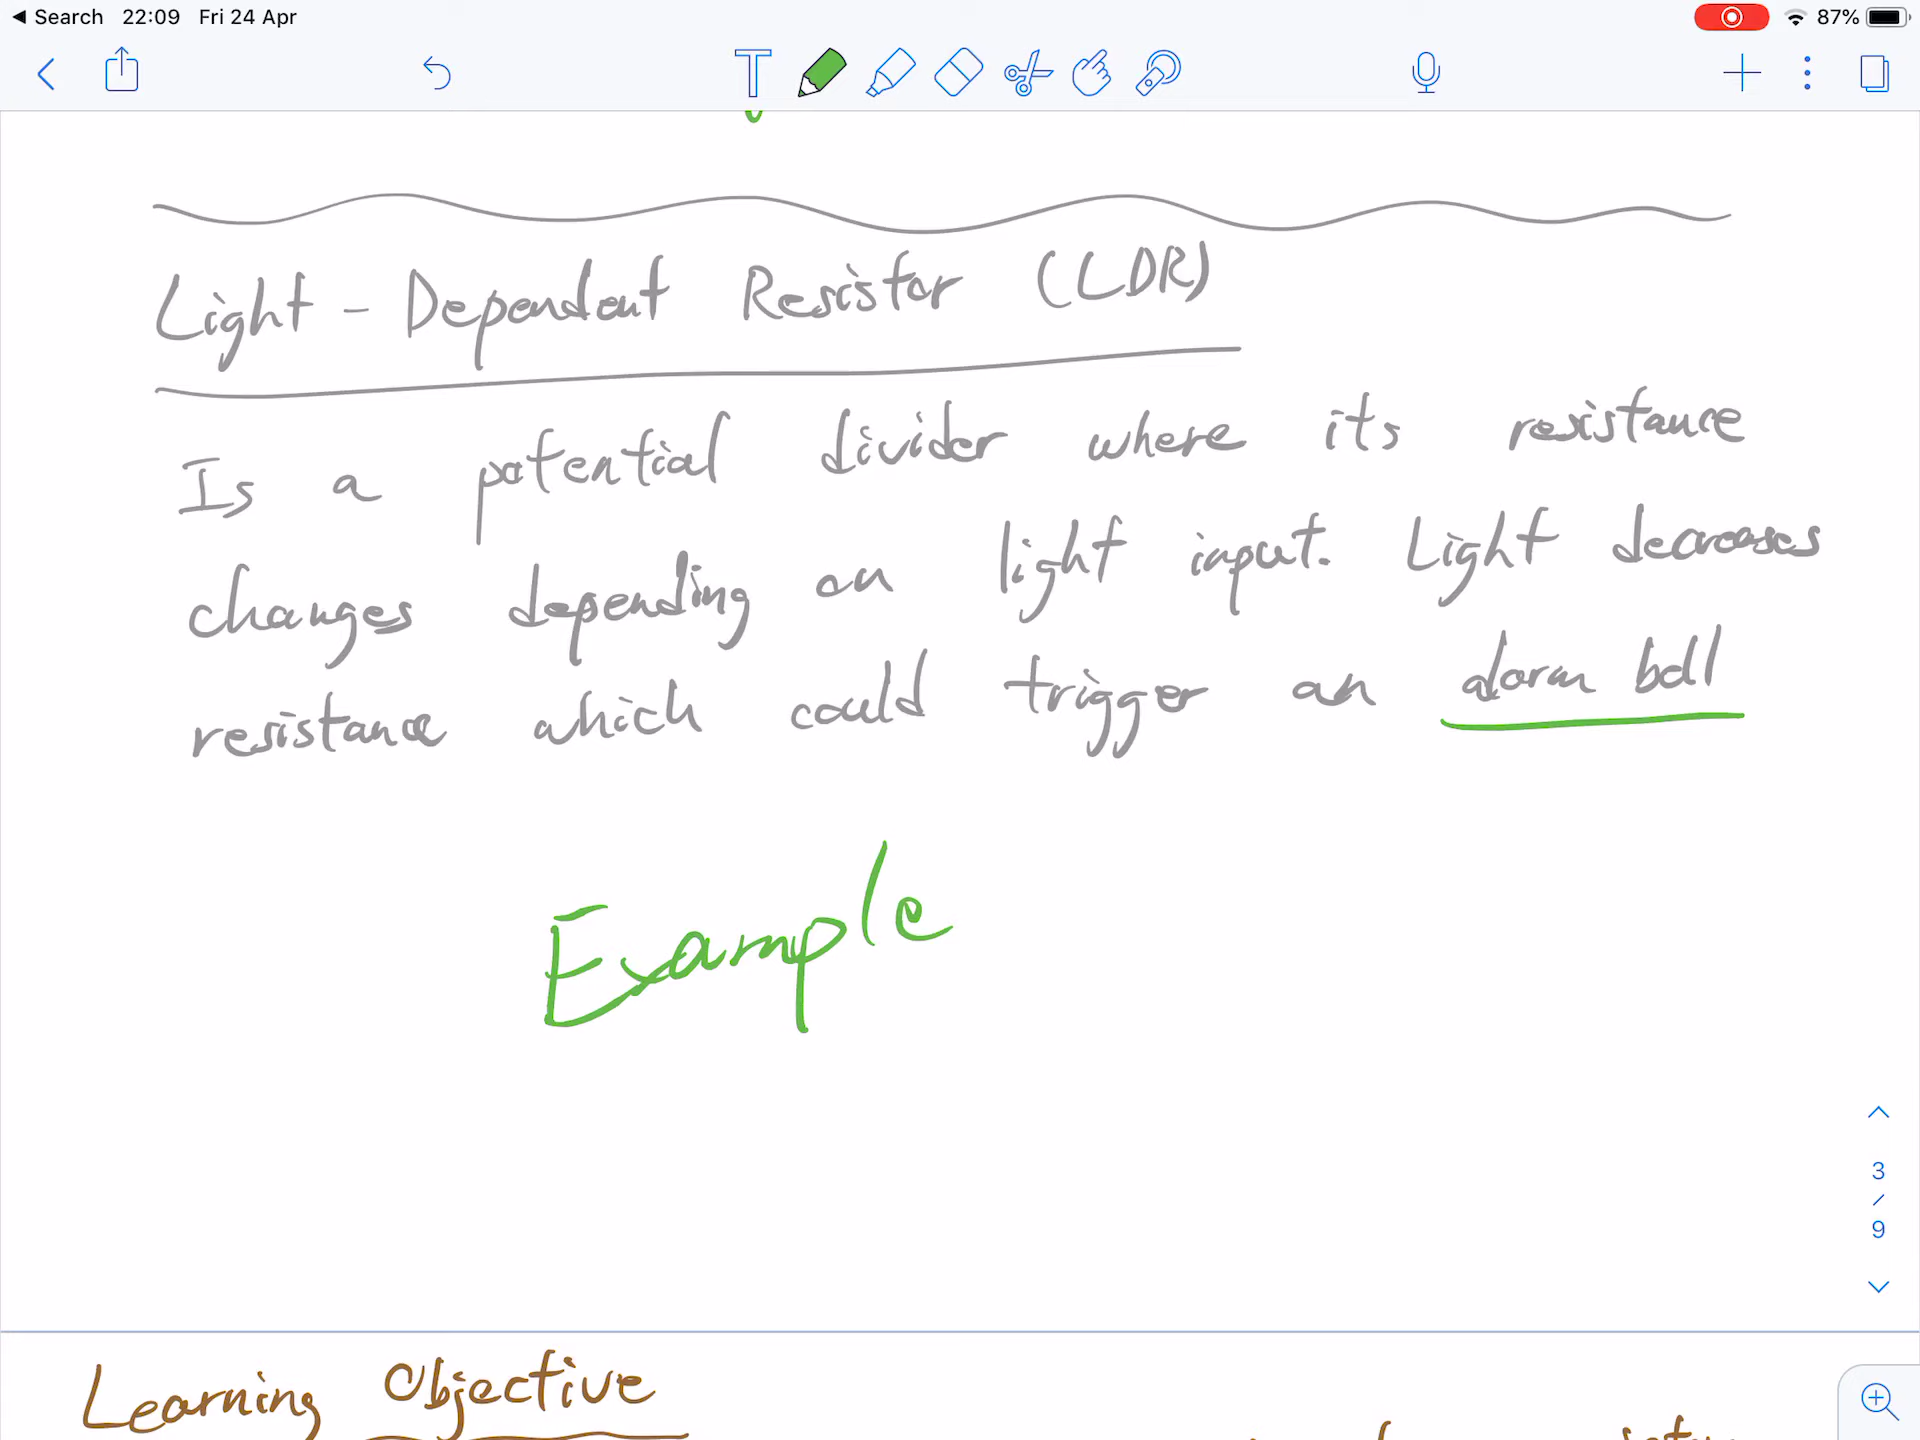 Search 22:09 Fri 24 Apr 87%
T
Light - Dependent Resistor (LDR)
Is a potential divider where its resistance
changes depending on light input. Light decreases
resistance which could trigger an alarm bell
Example
3
/
9
Learning Objective